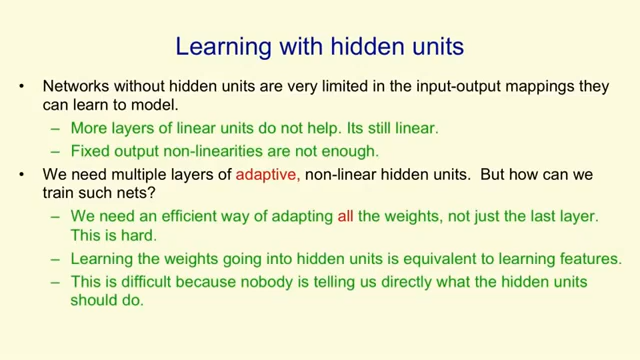 Learning with hidden units
• Networks without hidden units are very limited in the input-output mappings they
can learn to model.
– More layers of linear units do not help. Its still linear.
– Fixed output non-linearities are not enough.
• We need multiple layers of adaptive, non-linear hidden units. But how can we
train such nets?
– We need an efficient way of adapting all the weights, not just the last layer.
This is hard.
– Learning the weights going into hidden units is equivalent to learning features.
– This is difficult because nobody is telling us directly what the hidden units
should do.